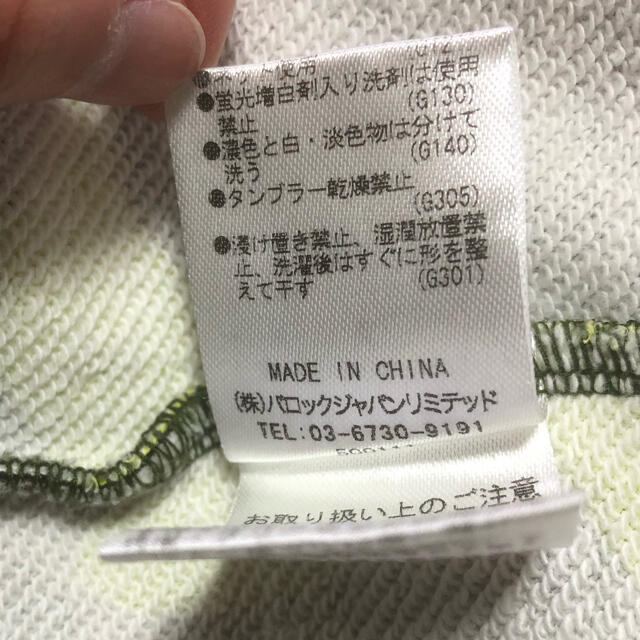 使用
●蛍光増白剤入り洗剤は使用
禁止 (G130)
●濃色と白・淡色物は分けて
洗う (G140)
●タンブラー乾燥禁止
(G305)
●浸け置き禁止、湿潤放置禁
止、洗濯後はすぐに形を整
えて干す (G301)
MADE IN CHINA
(株)バロックジャパンリミテッド
TEL:03-6730-9191
お取り扱い上のご注意